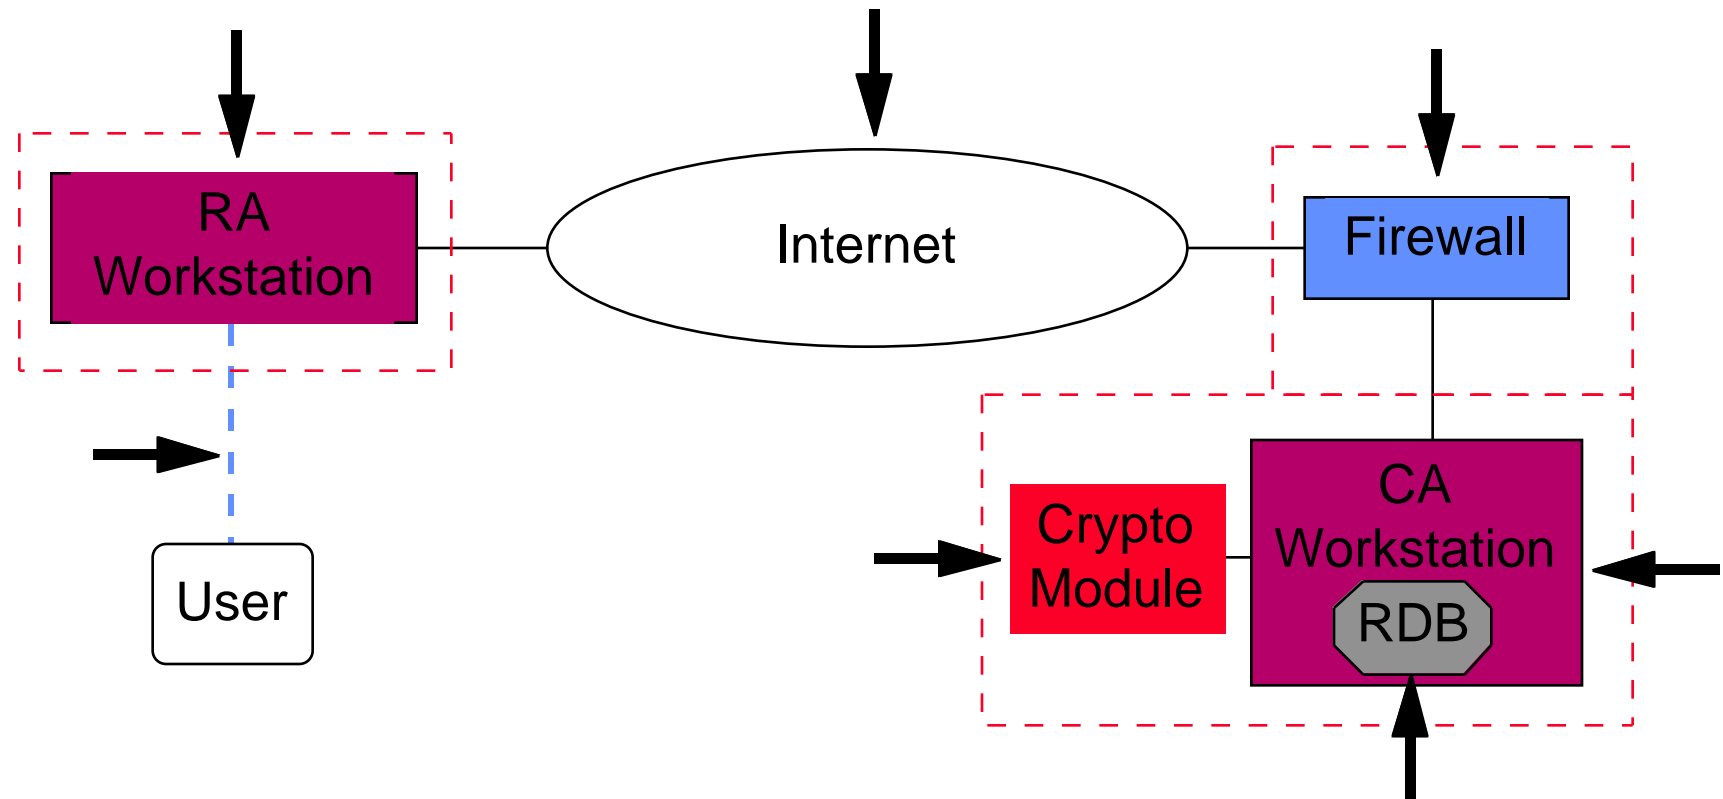 RA
Workstation
Internet
Firewall
CA
Workstation
Crypto
Module
RDB
User